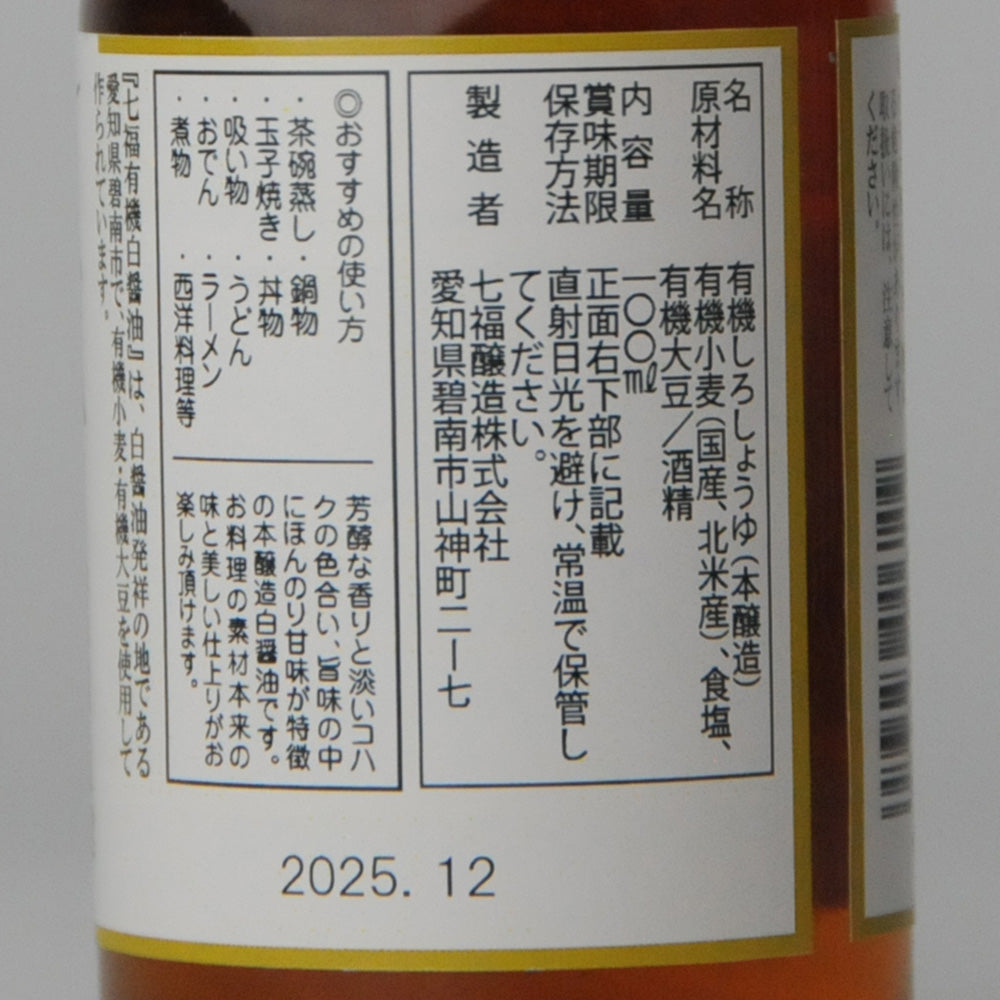 名称 有機しろしょうゆ(本醸造)
原材料名 有機小麦(国産、北米産)、食塩、
有機大豆/酒精
内容量 一〇〇㎖
賞味期限 正面右下部に記載
保存方法 直射日光を避け、常温で保管し
てください。
製造者 七福醸造株式会社
愛知県碧南市山神町二ー七
◎おすすめの使い方
・茶碗蒸し ・鍋物
・玉子焼き ・丼物
・吸い物 ・うどん
・おでん ・ラーメン
・煮物 ・西洋料理等
芳醇な香りと淡いコハ
クの色合い、旨味の中
にほんのり甘味が特徴
の本醸造白醤油です。
お料理の素材本来の
味と美しい仕上りがお
楽しみ頂けます。
『七福有機白醤油』は、白醤油発祥の地である
愛知県碧南市で、有機小麦・有機大豆を使用して
作られています。
2025. 12
注意して
ください。